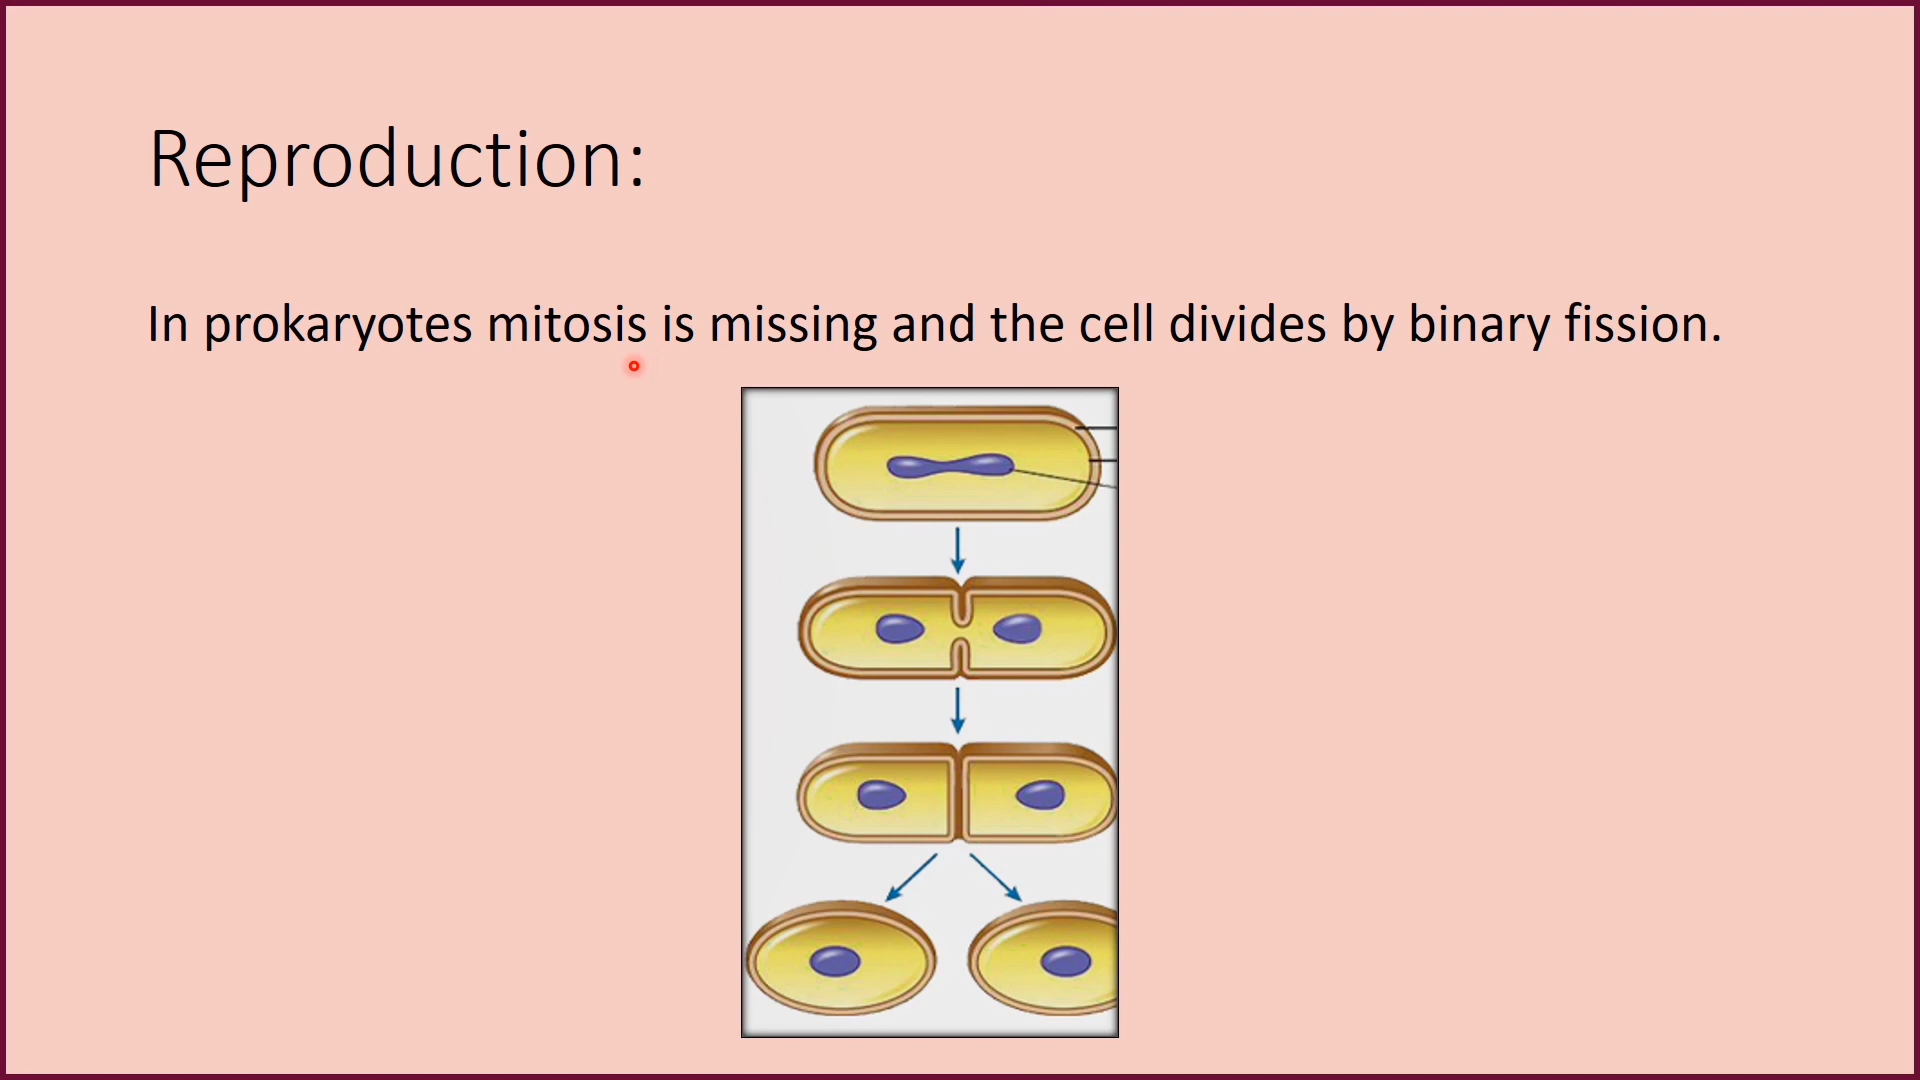 Reproduction:
In prokaryotes mitosis is missing and the cell divides by binary fission.